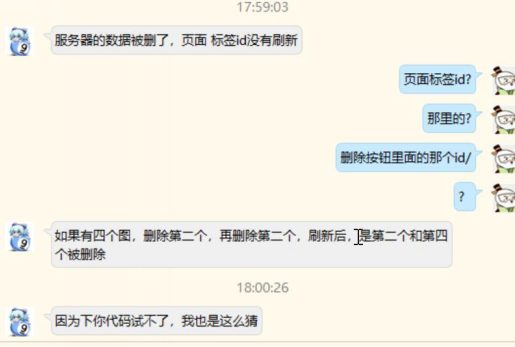 17:59:03
服务器的数据被删了，页面 标签id没有刷新
页面标签id?
那里的?
删除按钮里面的那个id/
?
如果有四个图，删除第二个，再删除第二个，刷新后，是第二个和第四
个被删除
18:00:26
因为下你代码试不了，我也是这么猜